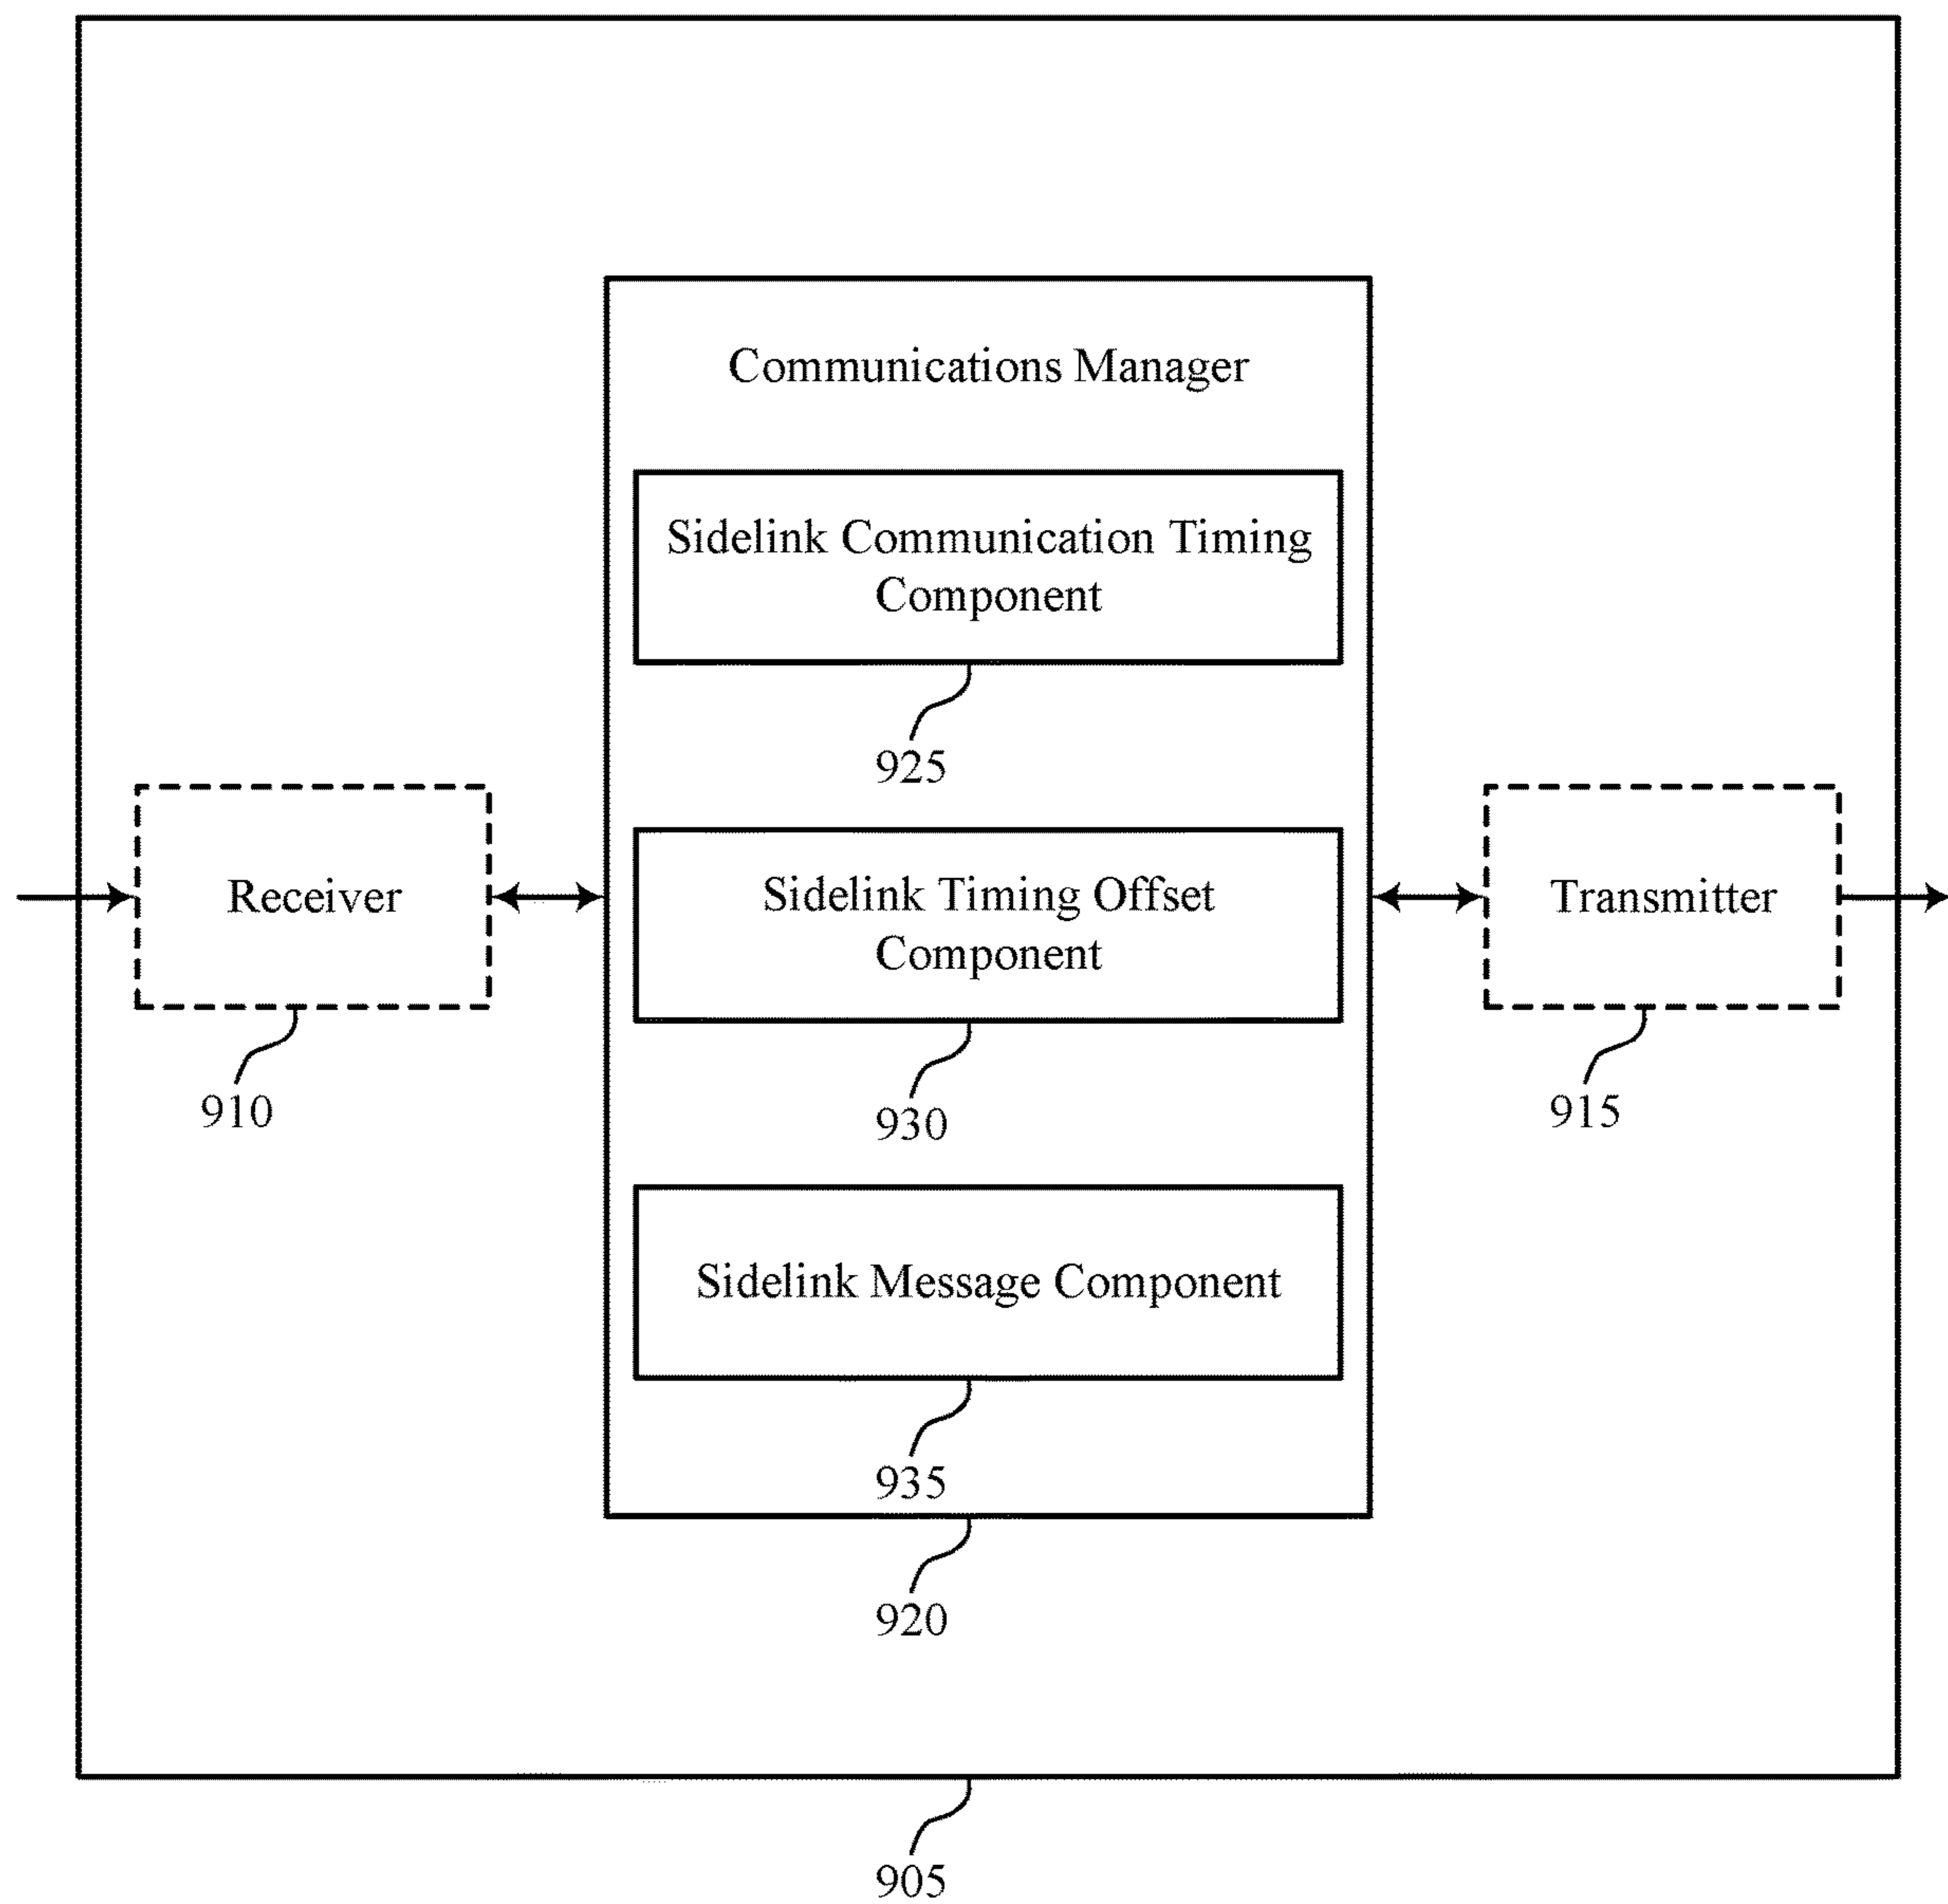 Communications Manager
Sidelink Communication Timing
Component
925
Receiver
910
Sidelink Timing Offset
Component
930
Transmitter
915
Sidelink Message Component
935
920
905